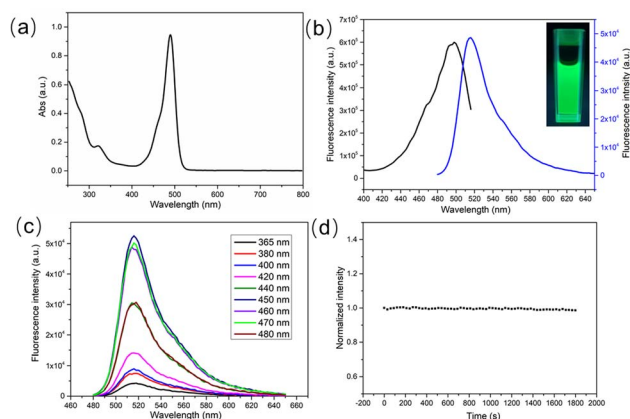 (a)
Abs (a.u.)
1.0
0.8
0.6
0.4
0.2
0.0
300 400 500 600 700 800
Wavelength (nm)
(b)
Fluorescence intensity (a.u.)
7x10⁵
6x10⁵
5x10⁵
4x10⁵
3x10⁵
2x10⁵
1x10⁵
0
400 420 440 460 480 500 520 540 560 580 600 620 640
Wavelength (nm)
5x10⁴
4x10⁴
3x10⁴
2x10⁴
1x10⁴
0
Fluorescence intnsity (a.u.)
(c)
Fluorescence intensity (a.u.)
5x10⁴
4x10⁴
3x10⁴
2x10⁴
1x10⁴
0
365 nm
380 nm
400 nm
420 nm
440 nm
450 nm
460 nm
470 nm
480 nm
460 480 500 520 540 560 580 600 620 640 660
Wavelength (nm)
(d)
Normalized intensity
1.4
1.2
1.0
0.8
0.6
-200 0 200 400 600 800 1000 1200 1400 1600 1800 2000
Time (s)